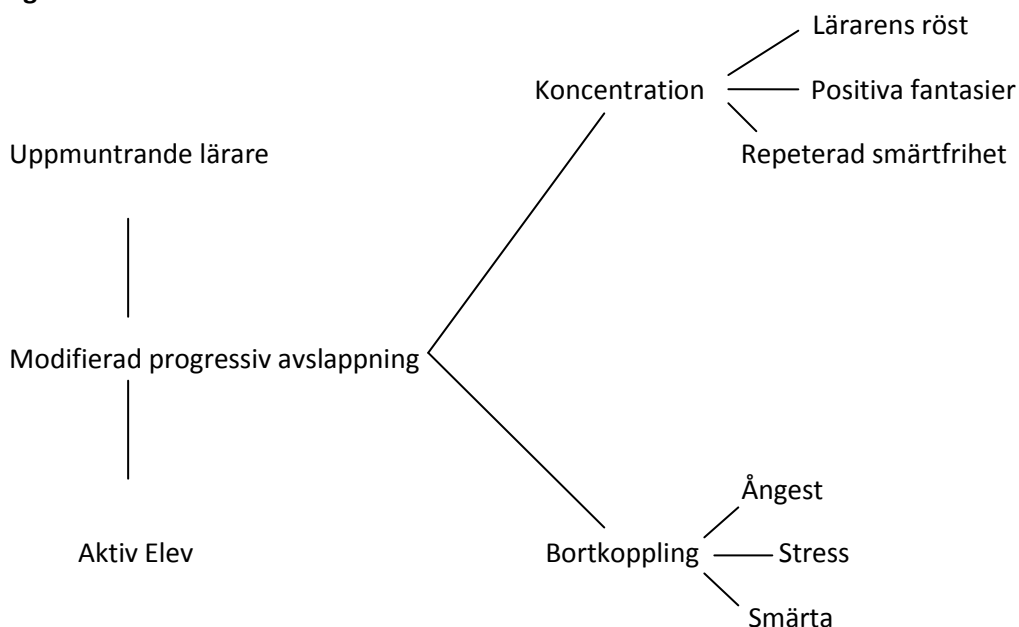 Lärarens röst
Koncentration
Positiva fantasier
Uppmuntrande lärare
Repeterad smärtfrihet
Modifierad progressiv avslappning
Ångest
Aktiv Elev
Bortkoppling
Stress
Smärta